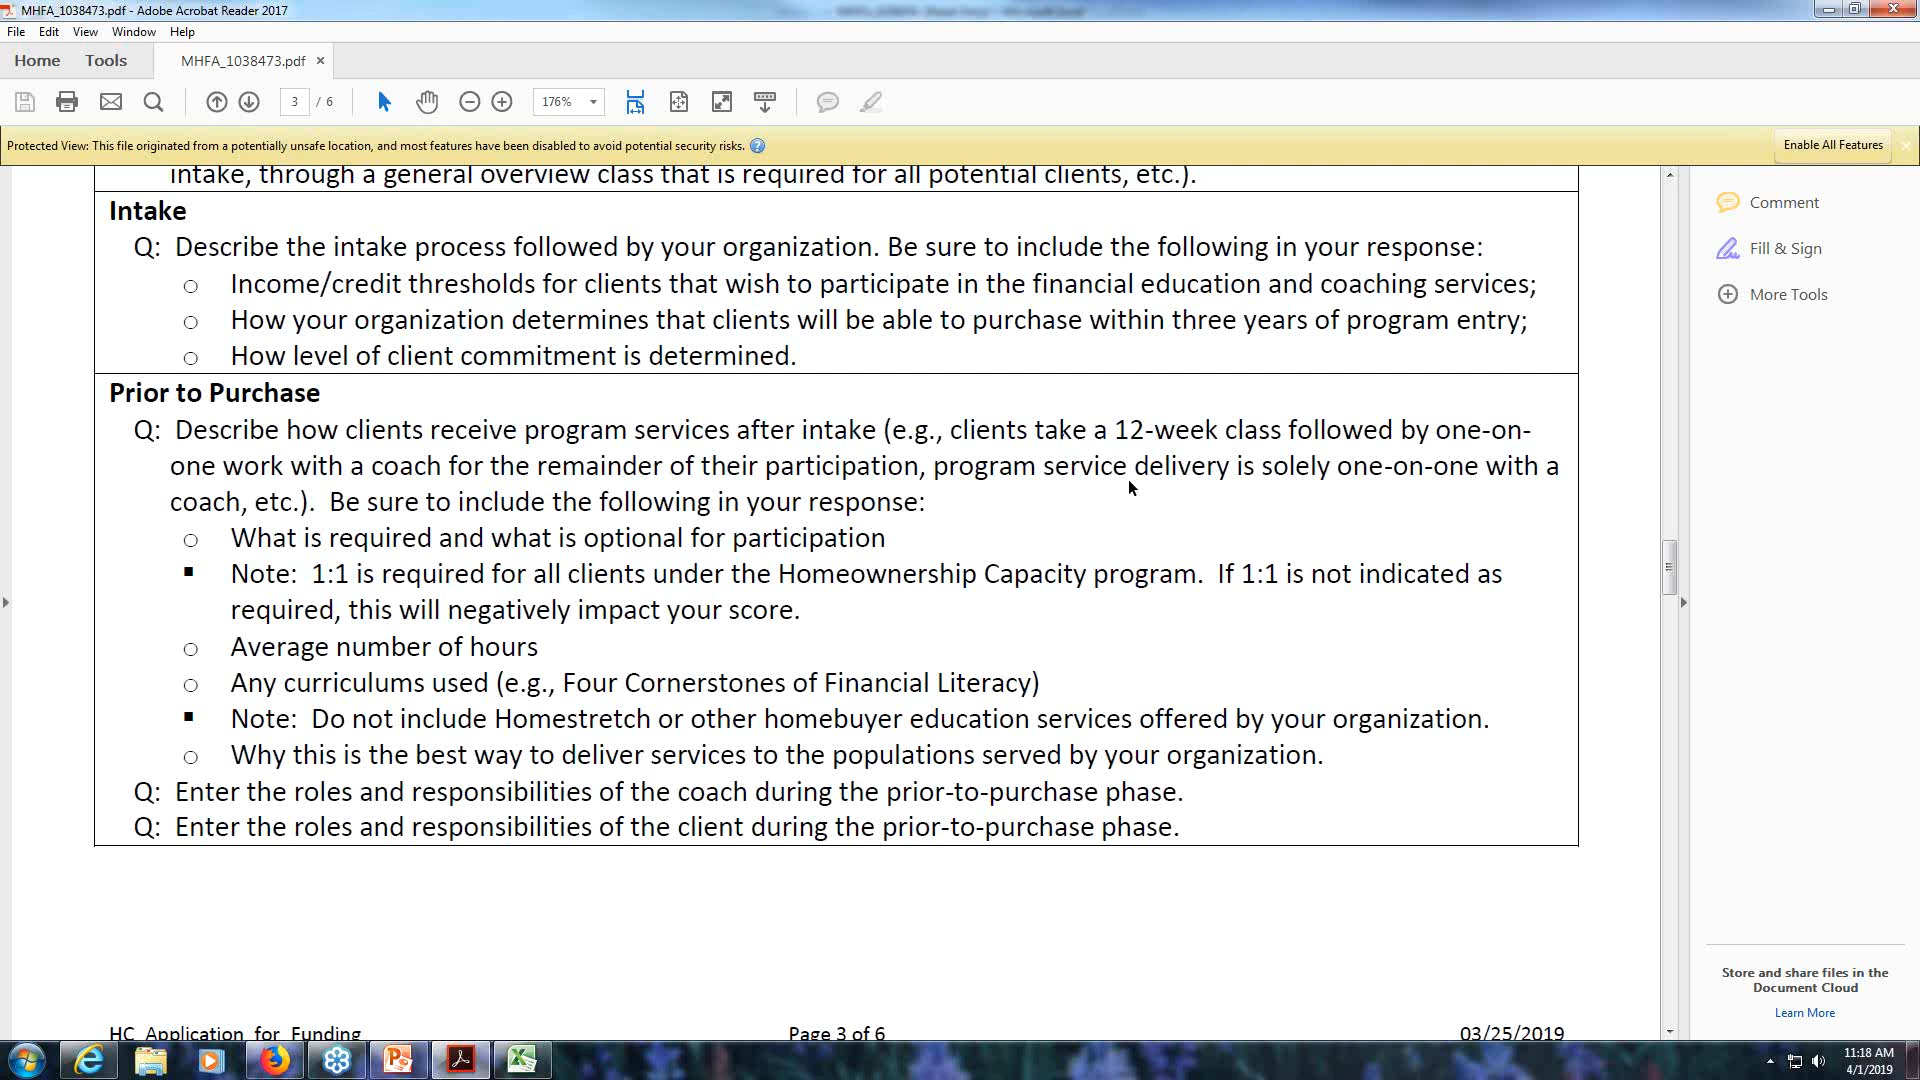 MHFA_1038473.pdf - Adobe Acrobat Reader 2017
File Edit View Window Help
Home Tools MHFA_1038473.pdf ×
3 / 6 176%
Protected View: This file originated from a potentially unsafe location, and most features have been disabled to avoid potential security risks. ? Enable All Features
intake, through a general overview class that is required for all potential clients, etc.).
Intake
Q: Describe the intake process followed by your organization. Be sure to include the following in your response:
o Income/credit thresholds for clients that wish to participate in the financial education and coaching services;
o How your organization determines that clients will be able to purchase within three years of program entry;
o How level of client commitment is determined.
Prior to Purchase
Q: Describe how clients receive program services after intake (e.g., clients take a 12-week class followed by one-on-
one work with a coach for the remainder of their participation, program service delivery is solely one-on-one with a
coach, etc.). Be sure to include the following in your response:
o What is required and what is optional for participation
▪ Note: 1:1 is required for all clients under the Homeownership Capacity program. If 1:1 is not indicated as
required, this will negatively impact your score.
o Average number of hours
o Any curriculums used (e.g., Four Cornerstones of Financial Literacy)
▪ Note: Do not include Homestretch or other homebuyer education services offered by your organization.
o Why this is the best way to deliver services to the populations served by your organization.
Q: Enter the roles and responsibilities of the coach during the prior-to-purchase phase.
Q: Enter the roles and responsibilities of the client during the prior-to-purchase phase.
HC_Application_for_Funding Page 3 of 6 03/25/2019
Comment
Fill & Sign
More Tools
Store and share files in the
Document Cloud
Learn More
11:18 AM
4/1/2019